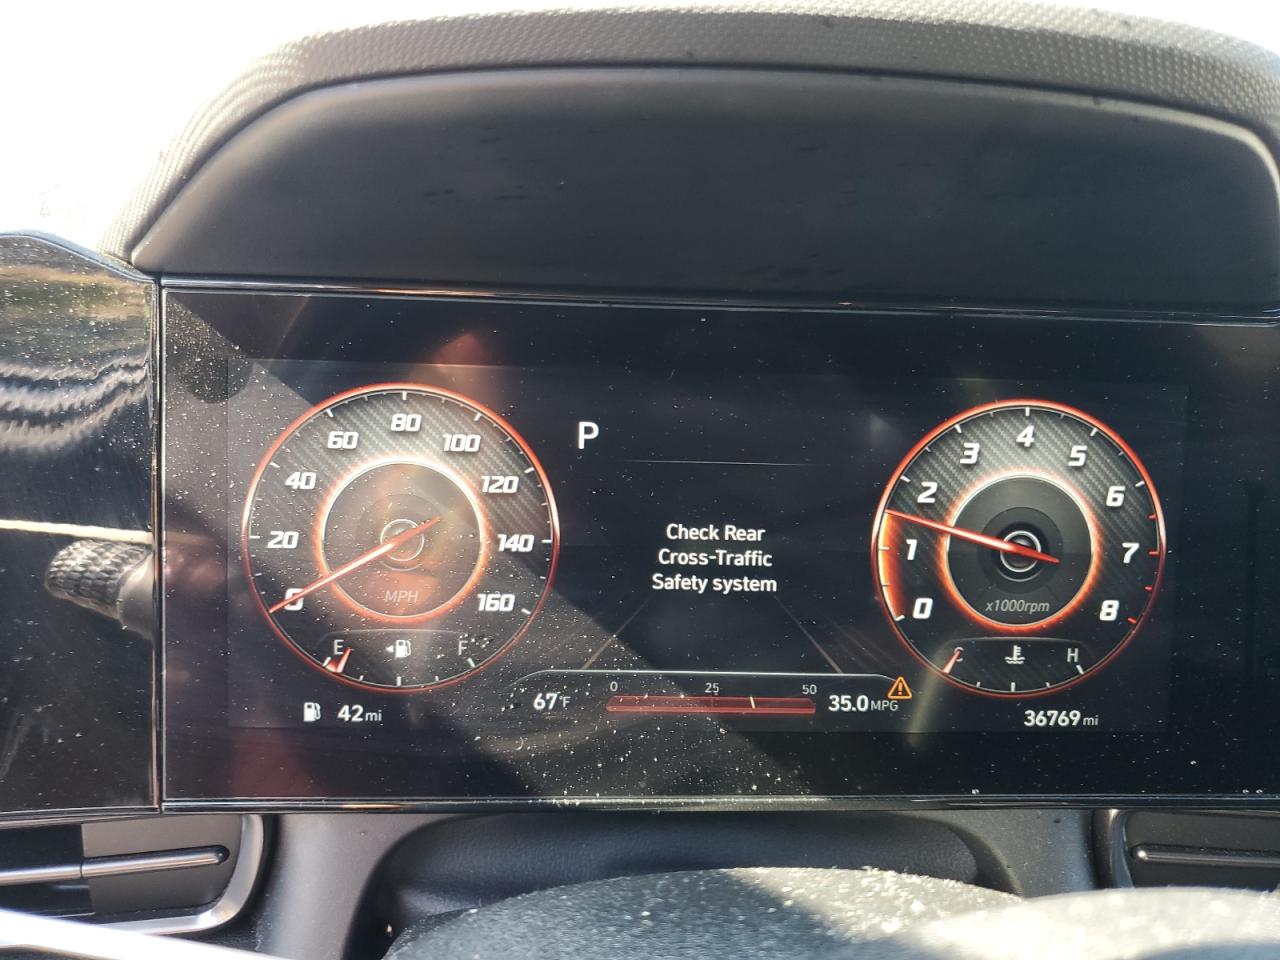 80
60
100
40
120
20
140
0
160
MPH
E
F
42mi
P
Check Rear
Cross-Traffic
Safety system
0
25
50
67°F
35.0MPG
4
3
5
2
6
1
7
0
8
x1000rpm
C
H
36769mi